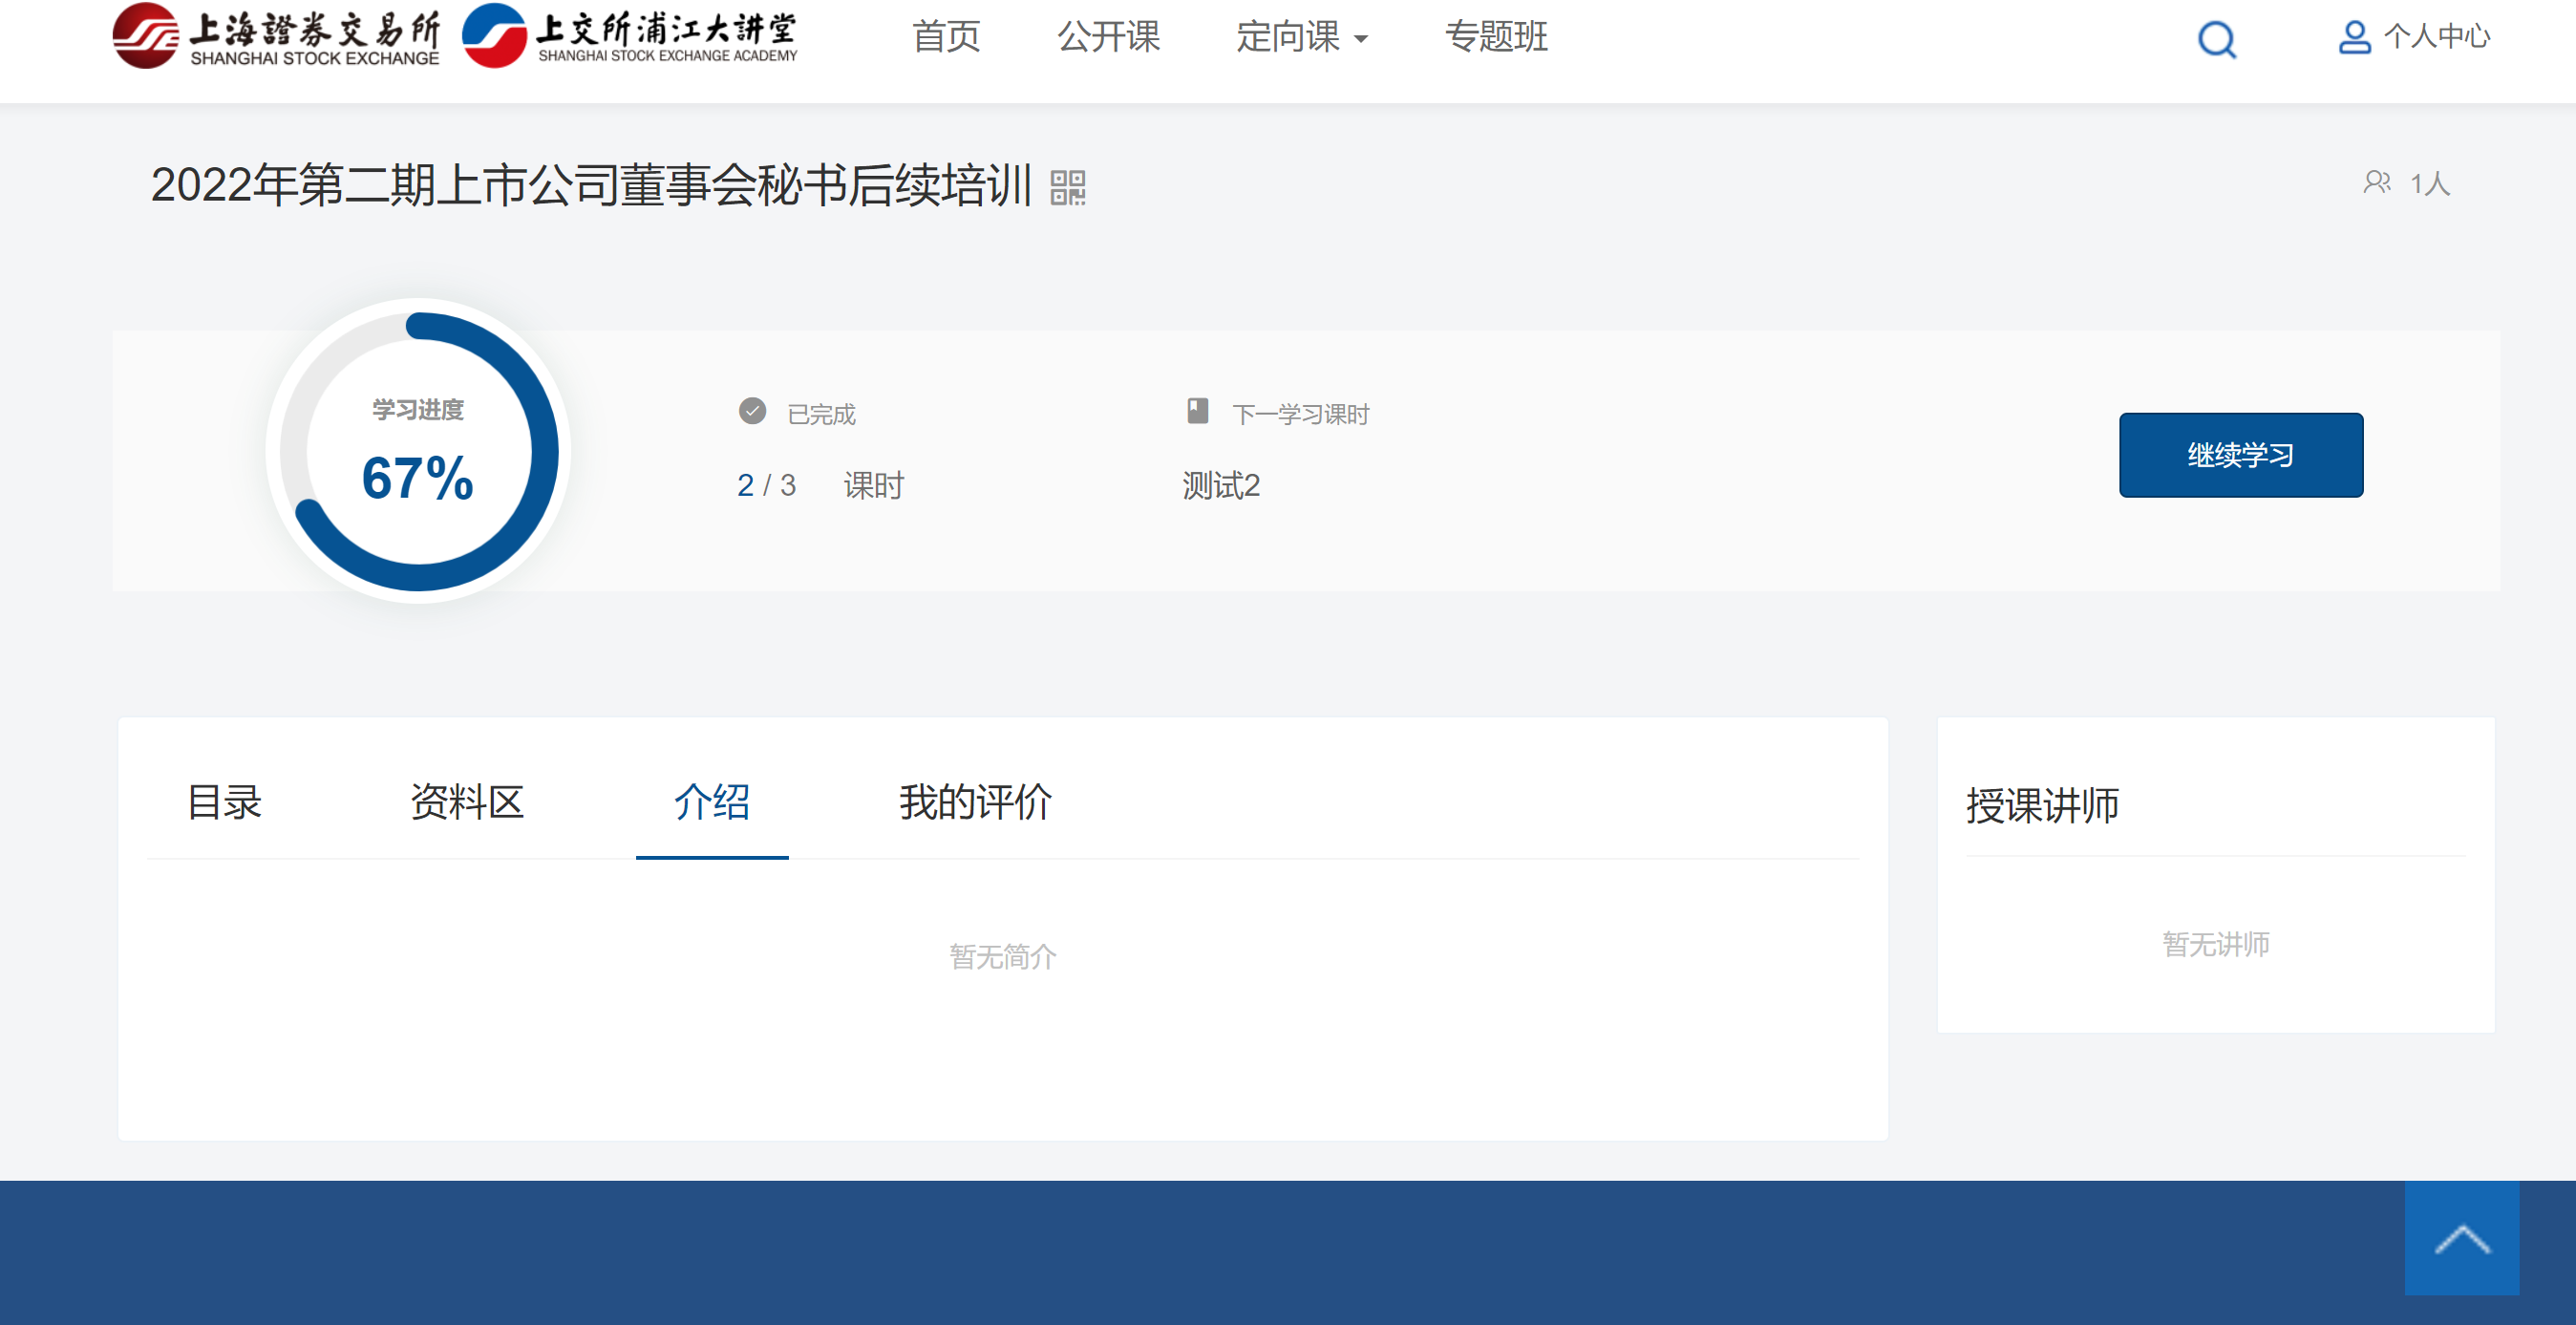 上海證券交易所 上交所浦江大讲堂 首页 公开课 定向课 专题班 个人中心
SHANGHAI STOCK EXCHANGE SHANGHAI STOCK EXCHANGE ACADEMY
2022年第二期上市公司董事会秘书后续培训 1人
学习进度 已完成 下一学习课时
67% 2 / 3 课时 测试2 继续学习
目录 资料区 介绍 我的评价 授课讲师
暂无简介 暂无讲师